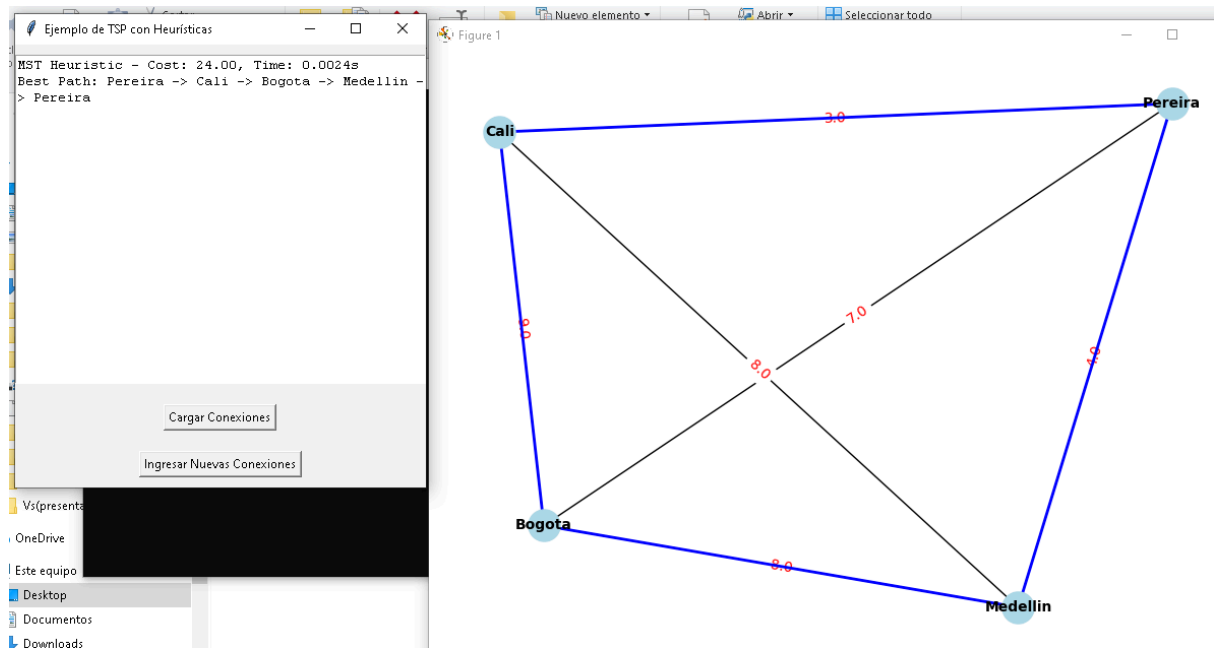 Nuevo elemento
Abrir
Seleccionar todo
Ejemplo de TSP con Heurísticas
MST Heuristic - Cost: 24.00, Time: 0.0024s
Best Path: Pereira -> Cali -> Bogota -> Medellin -
> Pereira
Cargar Conexiones
Ingresar Nuevas Conexiones
Vs(presenta
OneDrive
Este equipo
Desktop
Documentos
Downloads
Figure 1
Pereira
Cali
3.0
7.0
9.0
4.0
8.0
Bogota
8.0
Medellin